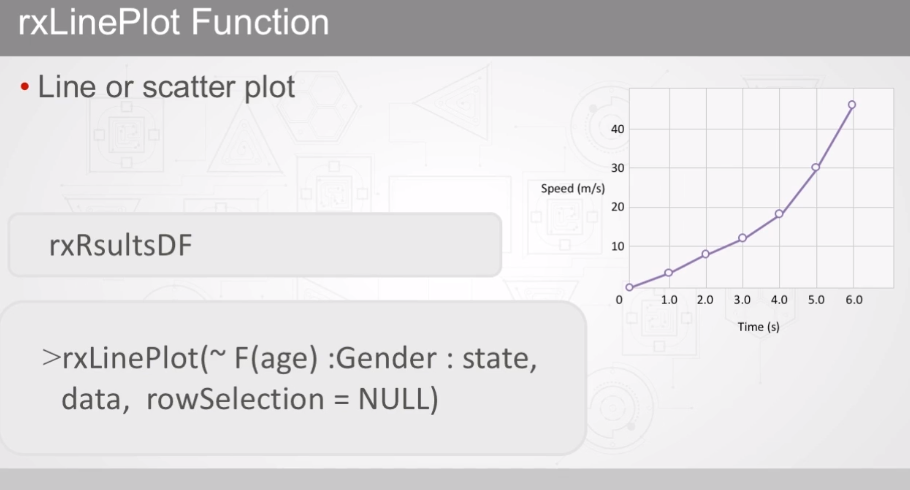 rxLinePlot Function
• Line or scatter plot
rxRsultsDF
>rxLinePlot(~ F(age) :Gender : state,
data, rowSelection = NULL)
40
30
Speed (m/s)
20
10
0 1.0 2.0 3.0 4.0 5.0 6.0
Time (s)